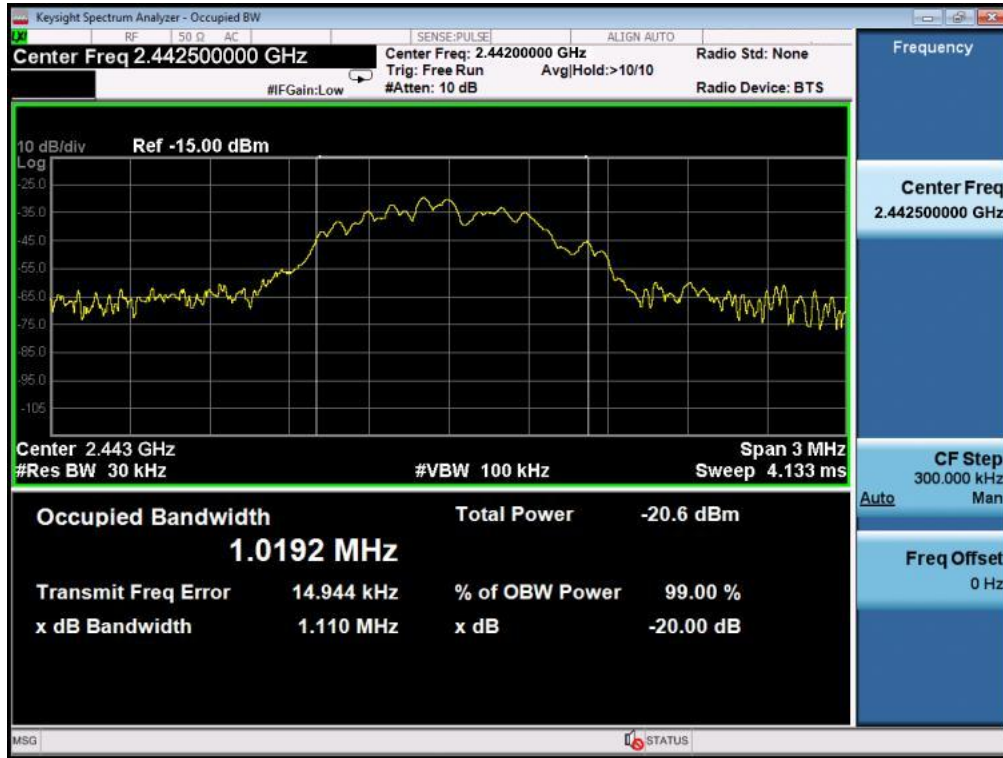 Keysight Spectrum Analyzer - Occupied BW
LXI RF 50 Ω AC SENSE:PULSE ALIGN AUTO
Center Freq 2.442500000 GHz
#IFGain:Low
Center Freq: 2.44200000 GHz Radio Std: None
Trig: Free Run Avg|Hold:>10/10
#Atten: 10 dB Radio Device: BTS
10 dB/div Ref -15.00 dBm
Log
-25.0
-35.0
-45.0
-55.0
-65.0
-75.0
-85.0
-95.0
-105
Center 2.443 GHz Span 3 MHz
#Res BW 30 kHz #VBW 100 kHz Sweep 4.133 ms
Occupied Bandwidth Total Power -20.6 dBm
1.0192 MHz
Transmit Freq Error 14.944 kHz % of OBW Power 99.00 %
x dB Bandwidth 1.110 MHz x dB -20.00 dB
Frequency
Center Freq
2.442500000 GHz
CF Step
300.000 kHz
Auto Man
Freq Offset
0 Hz
MSG STATUS